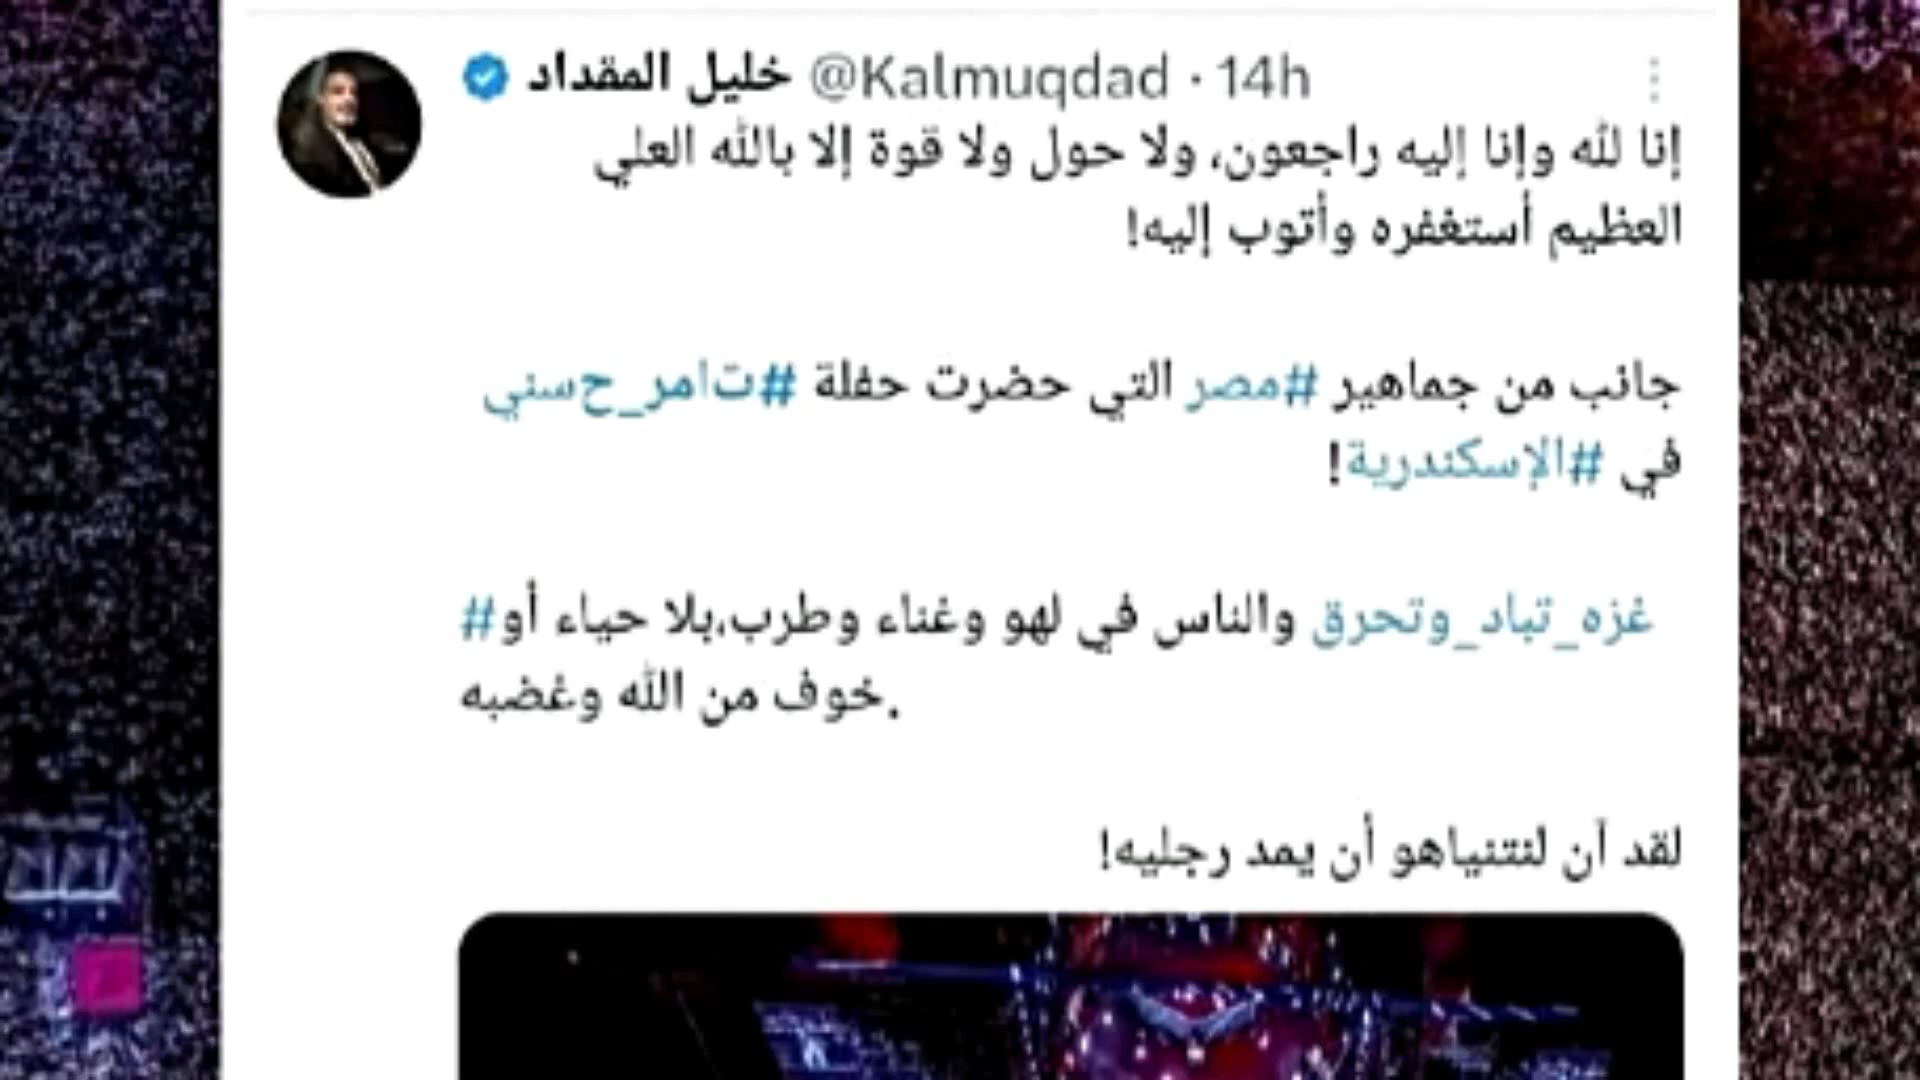 خليل المقداد @Kalmuqdad · 14h
إنا لله وإنا إليه راجعون، ولا حول ولا قوة إلا بالله العلي
العظيم أستغفره وأتوب إليه!
جانب من جماهير #مصر التي حضرت حفلة #تامر_حسني
في #الإسكندرية!
غزه_تباد_وتحرق والناس في لهو وغناء وطرب،بلا حياء أو#
خوف من الله وغضبه.
لقد آن لنتنياهو أن يمد رجليه!